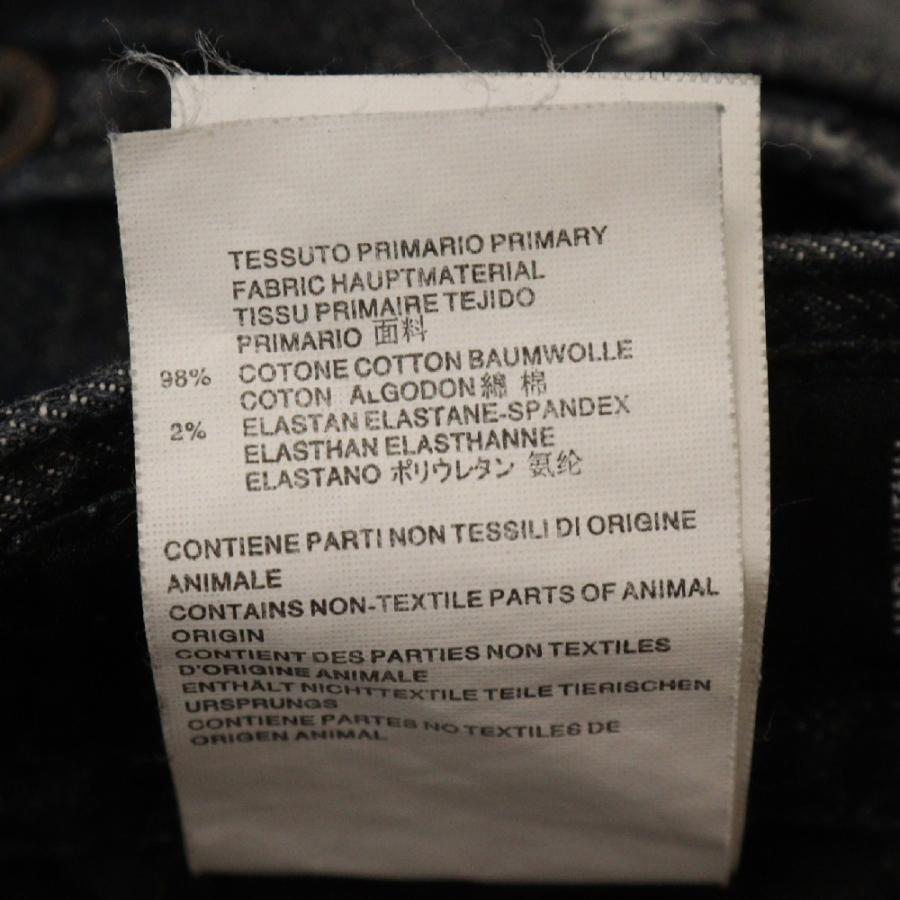 TESSUTO PRIMARIO PRIMARY
FABRIC HAUPTMATERIAL
TISSU PRIMAIRE TEJIDO
PRIMARIO 面料
98% COTONE COTTON BAUMWOLLE
COTON ALGODON 綿 棉
2% ELASTAN ELASTANE-SPANDEX
ELASTHAN ELASTHANNE
ELASTANO ポリウレタン 氨纶
CONTIENE PARTI NON TESSILI DI ORIGINE
ANIMALE
CONTAINS NON-TEXTILE PARTS OF ANIMAL
ORIGIN
CONTIENT DES PARTIES NON TEXTILES
D'ORIGINE ANIMALE
ENTHÄLT NICHTTEXTILE TEILE TIERISCHEN
URSPRUNGS
CONTIENE PARTES NO TEXTILES DE
ORIGEN ANIMAL